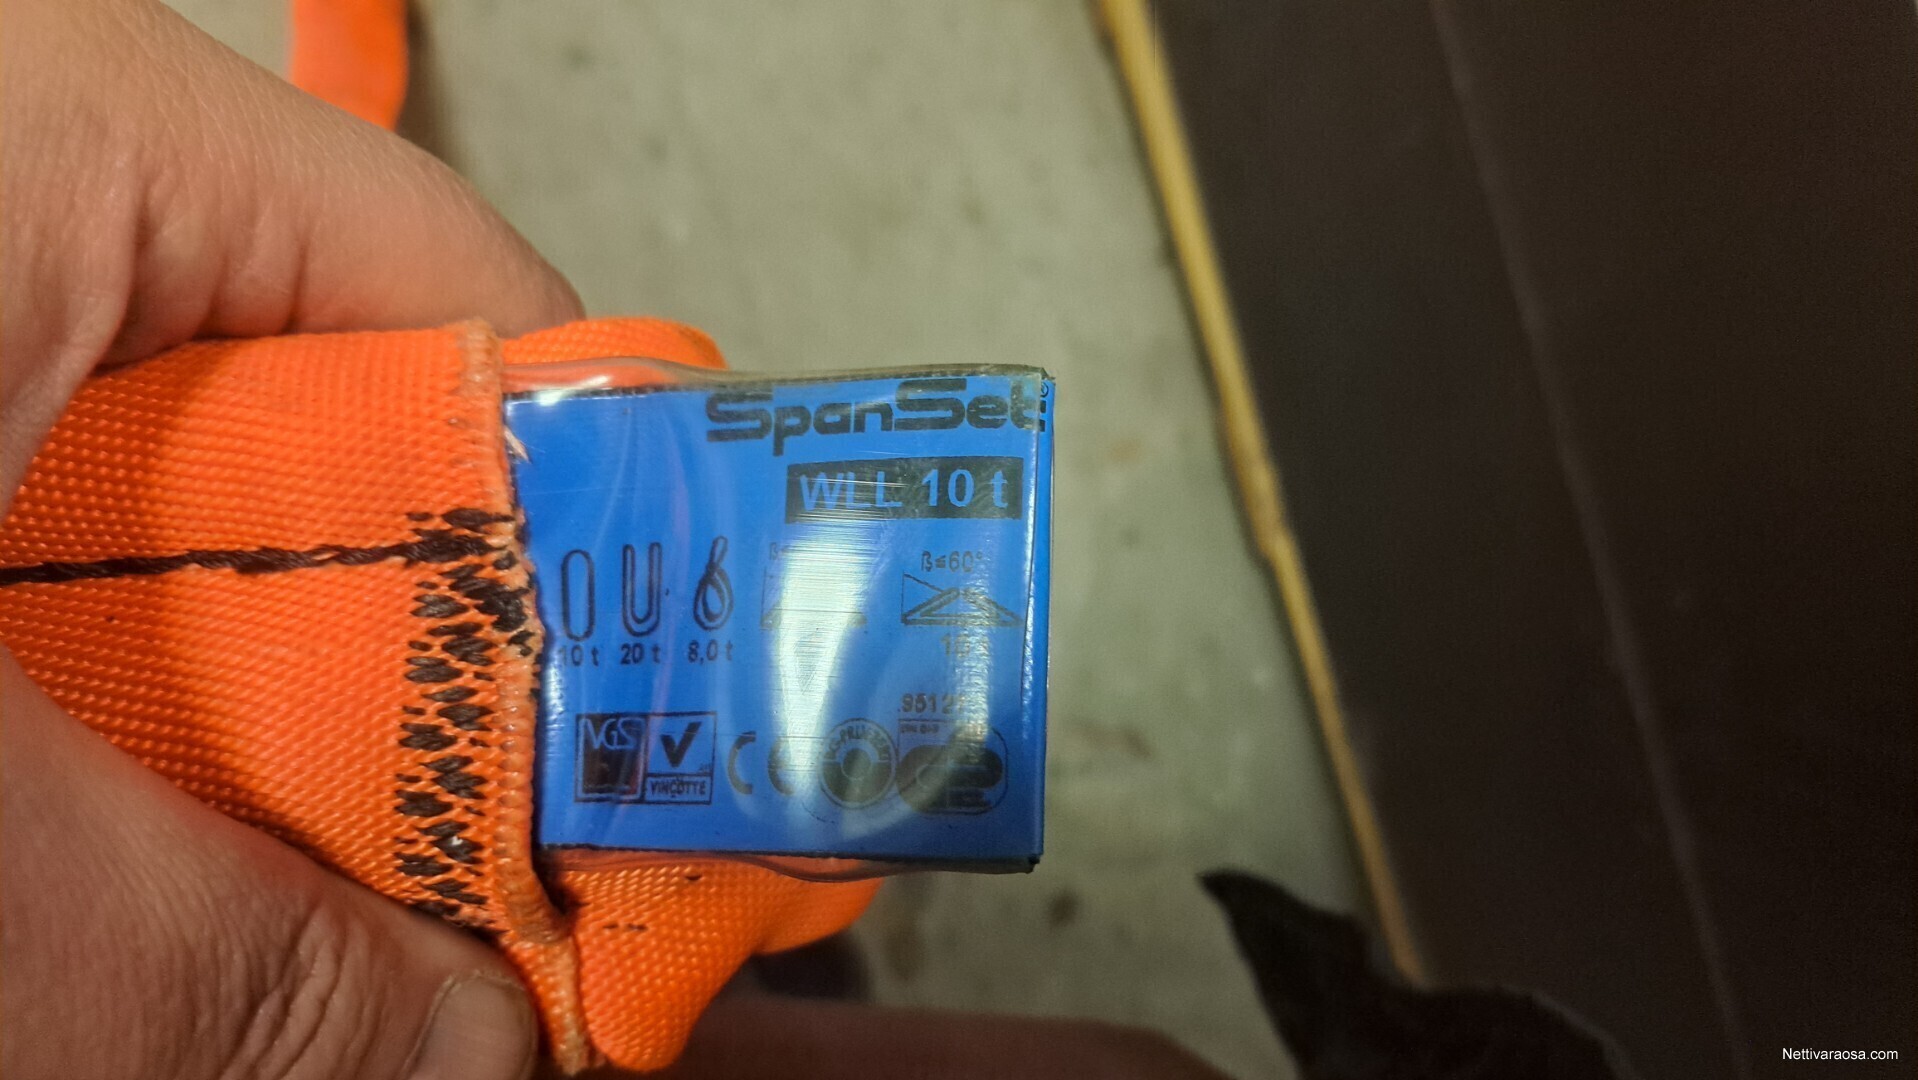 SpanSet®
WLL 10 t
ß≤60°
10 t 20 t 8,0 t
VGS
VINÇOTTE
CE
Nettivaraosa.com